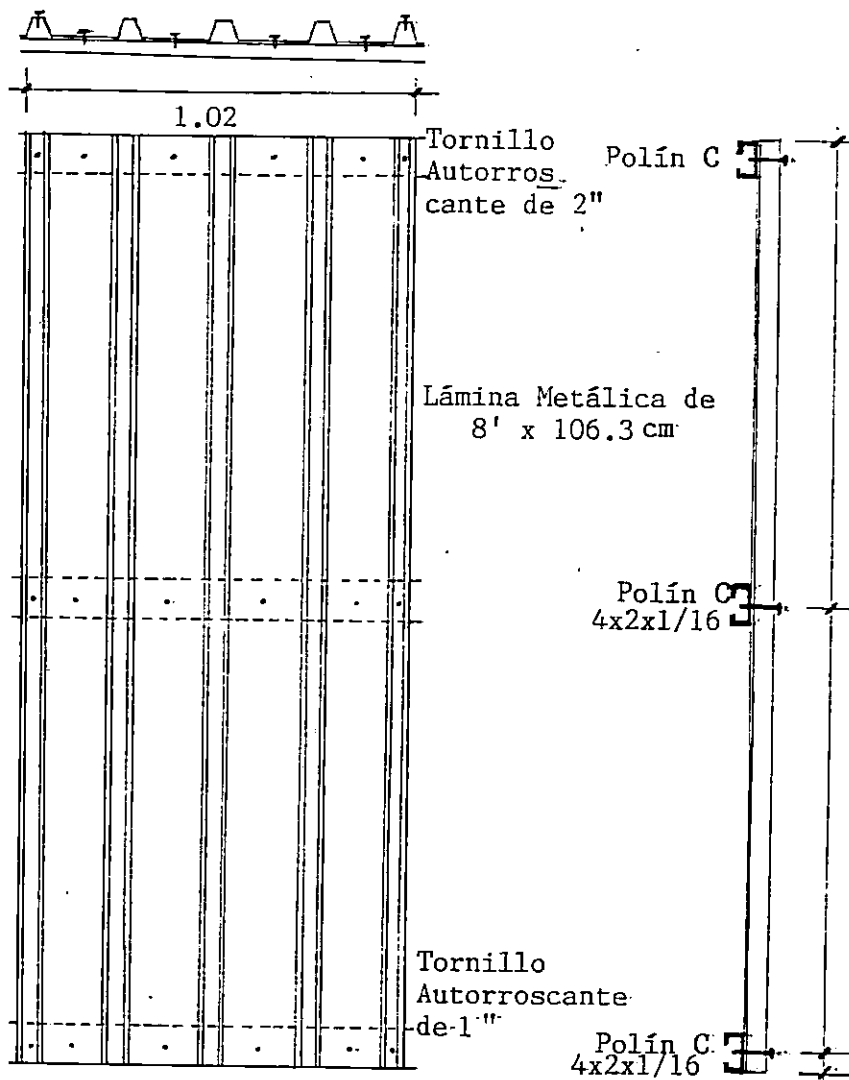 1.02
Tornillo
Autorros-
cante de 2"
Polín C
Lámina Metálica de
8' x 106.3 cm
Polín C
4x2x1/16
Tornillo
Autorroscante
de 1"
Polín C
4x2x1/16